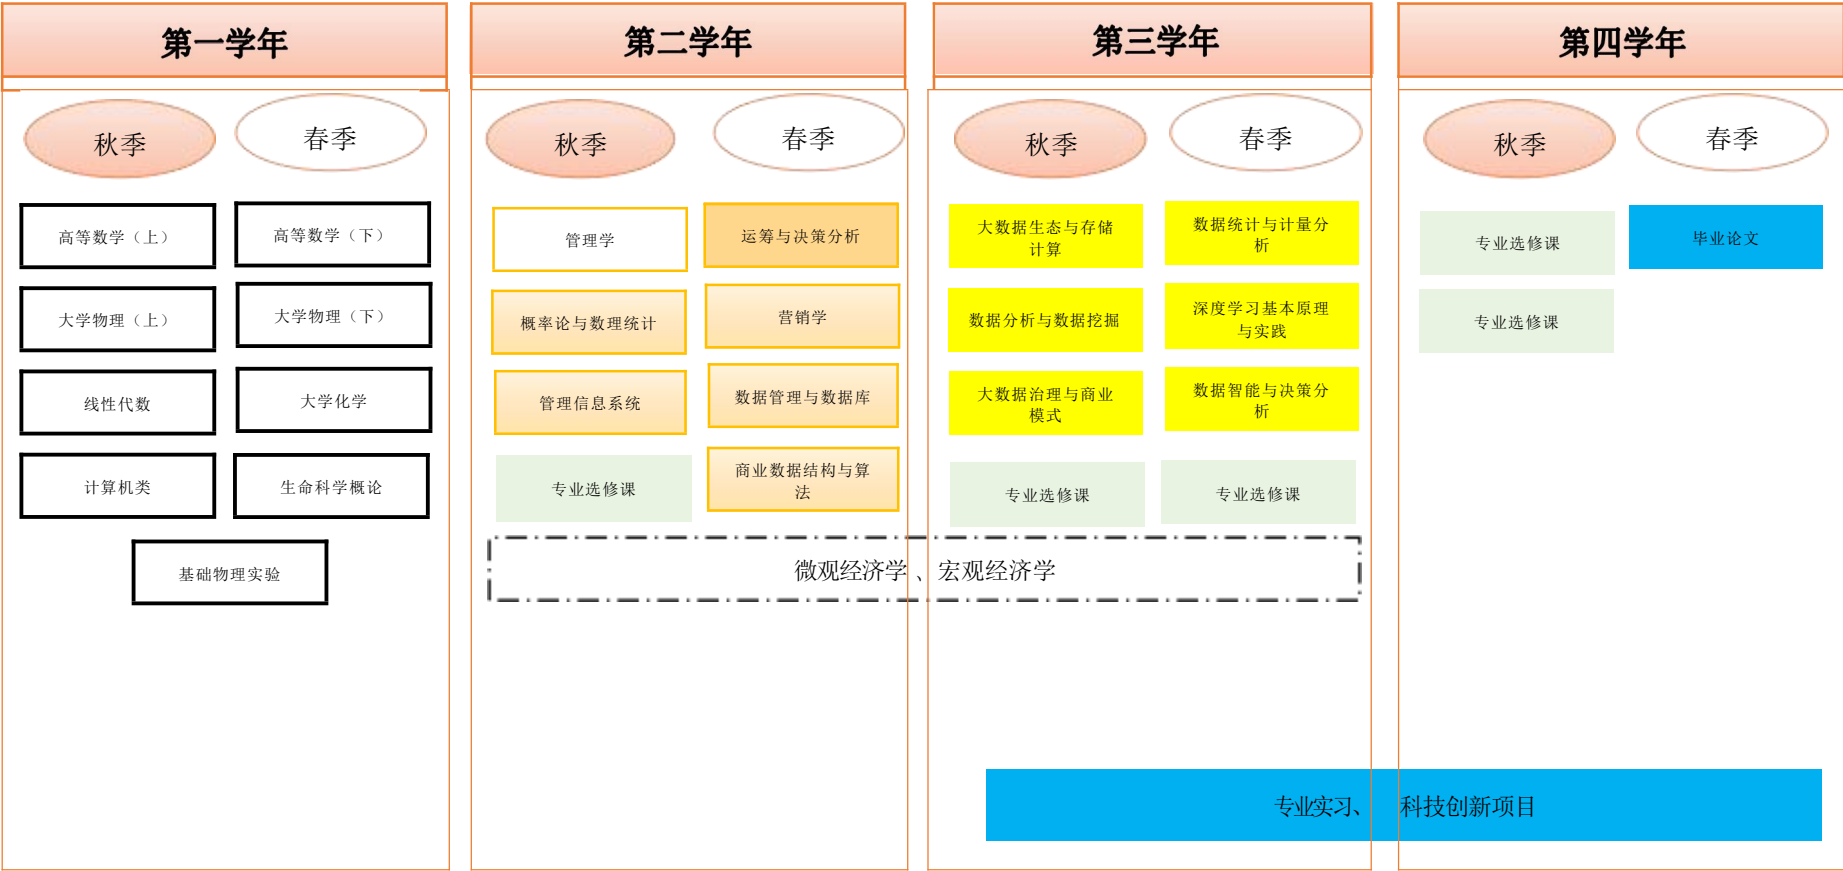 第一学年
秋季
春季
高等数学（上）
高等数学（下）
大学物理（上）
大学物理（下）
线性代数
大学化学
计算机类
生命科学概论
基础物理实验
第二学年
秋季
春季
管理学
运筹与决策分析
概率论与数理统计
营销学
管理信息系统
数据管理与数据库
专业选修课
商业数据结构与算
法
第三学年
秋季
春季
大数据生态与存储
计算
数据统计与计量分
析
数据分析与数据挖掘
深度学习基本原理
与实践
大数据治理与商业
模式
数据智能与决策分
析
专业选修课
专业选修课
微观经济学、宏观经济学
第四学年
秋季
春季
专业选修课
毕业论文
专业选修课
专业实习、 科技创新项目